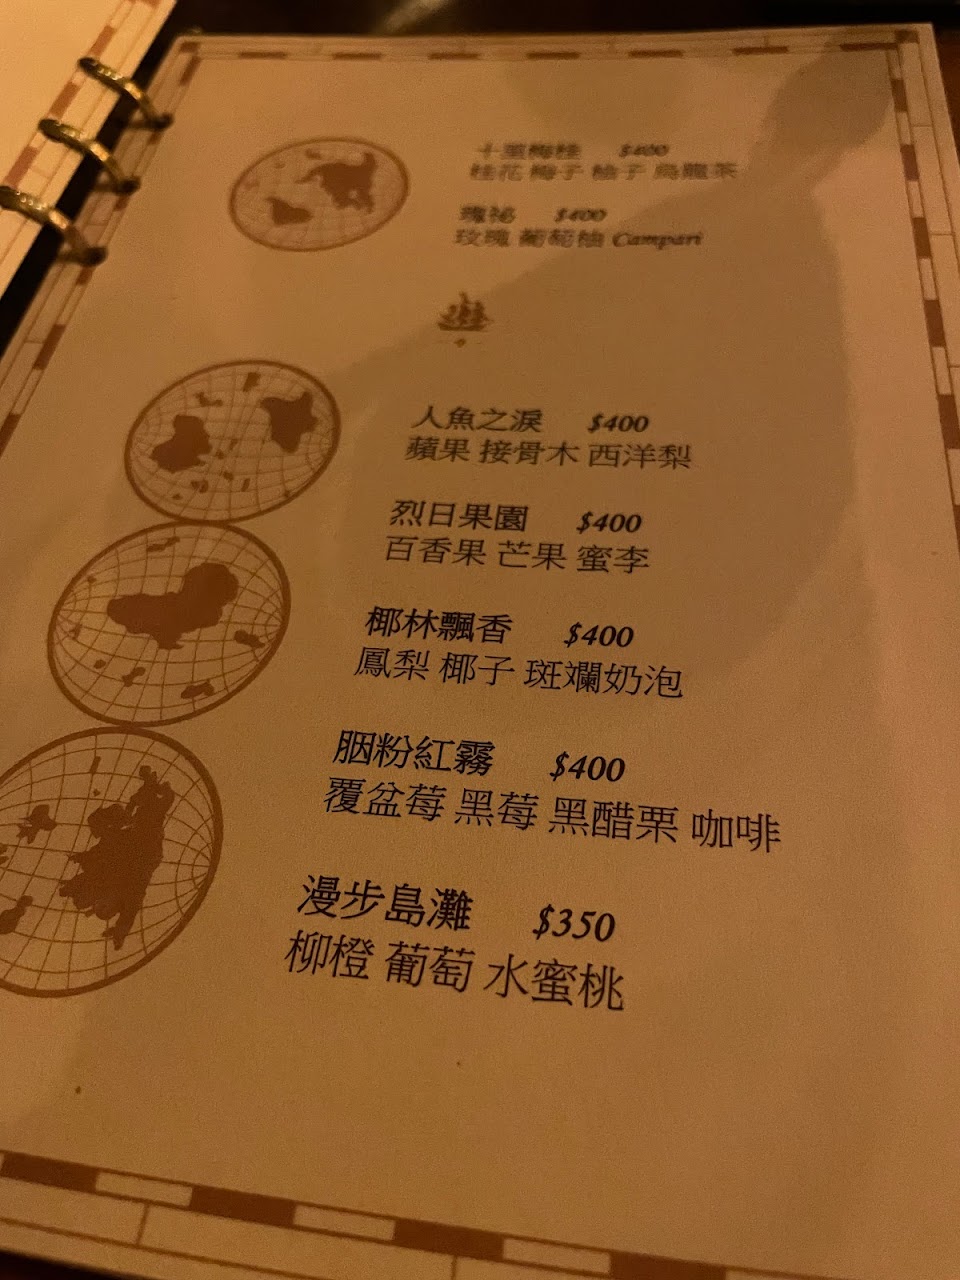 十里梅桂 $400
桂花 梅子 柚子 烏龍茶
瑰祕 $400
玫瑰 葡萄柚 Campari
人魚之淚 $400
蘋果 接骨木 西洋梨
烈日果園 $400
百香果 芒果 蜜李
椰林飄香 $400
鳳梨 椰子 斑斕奶泡
胭粉紅霧 $400
覆盆莓 黑莓 黑醋栗 咖啡
漫步島灘 $350
柳橙 葡萄 水蜜桃